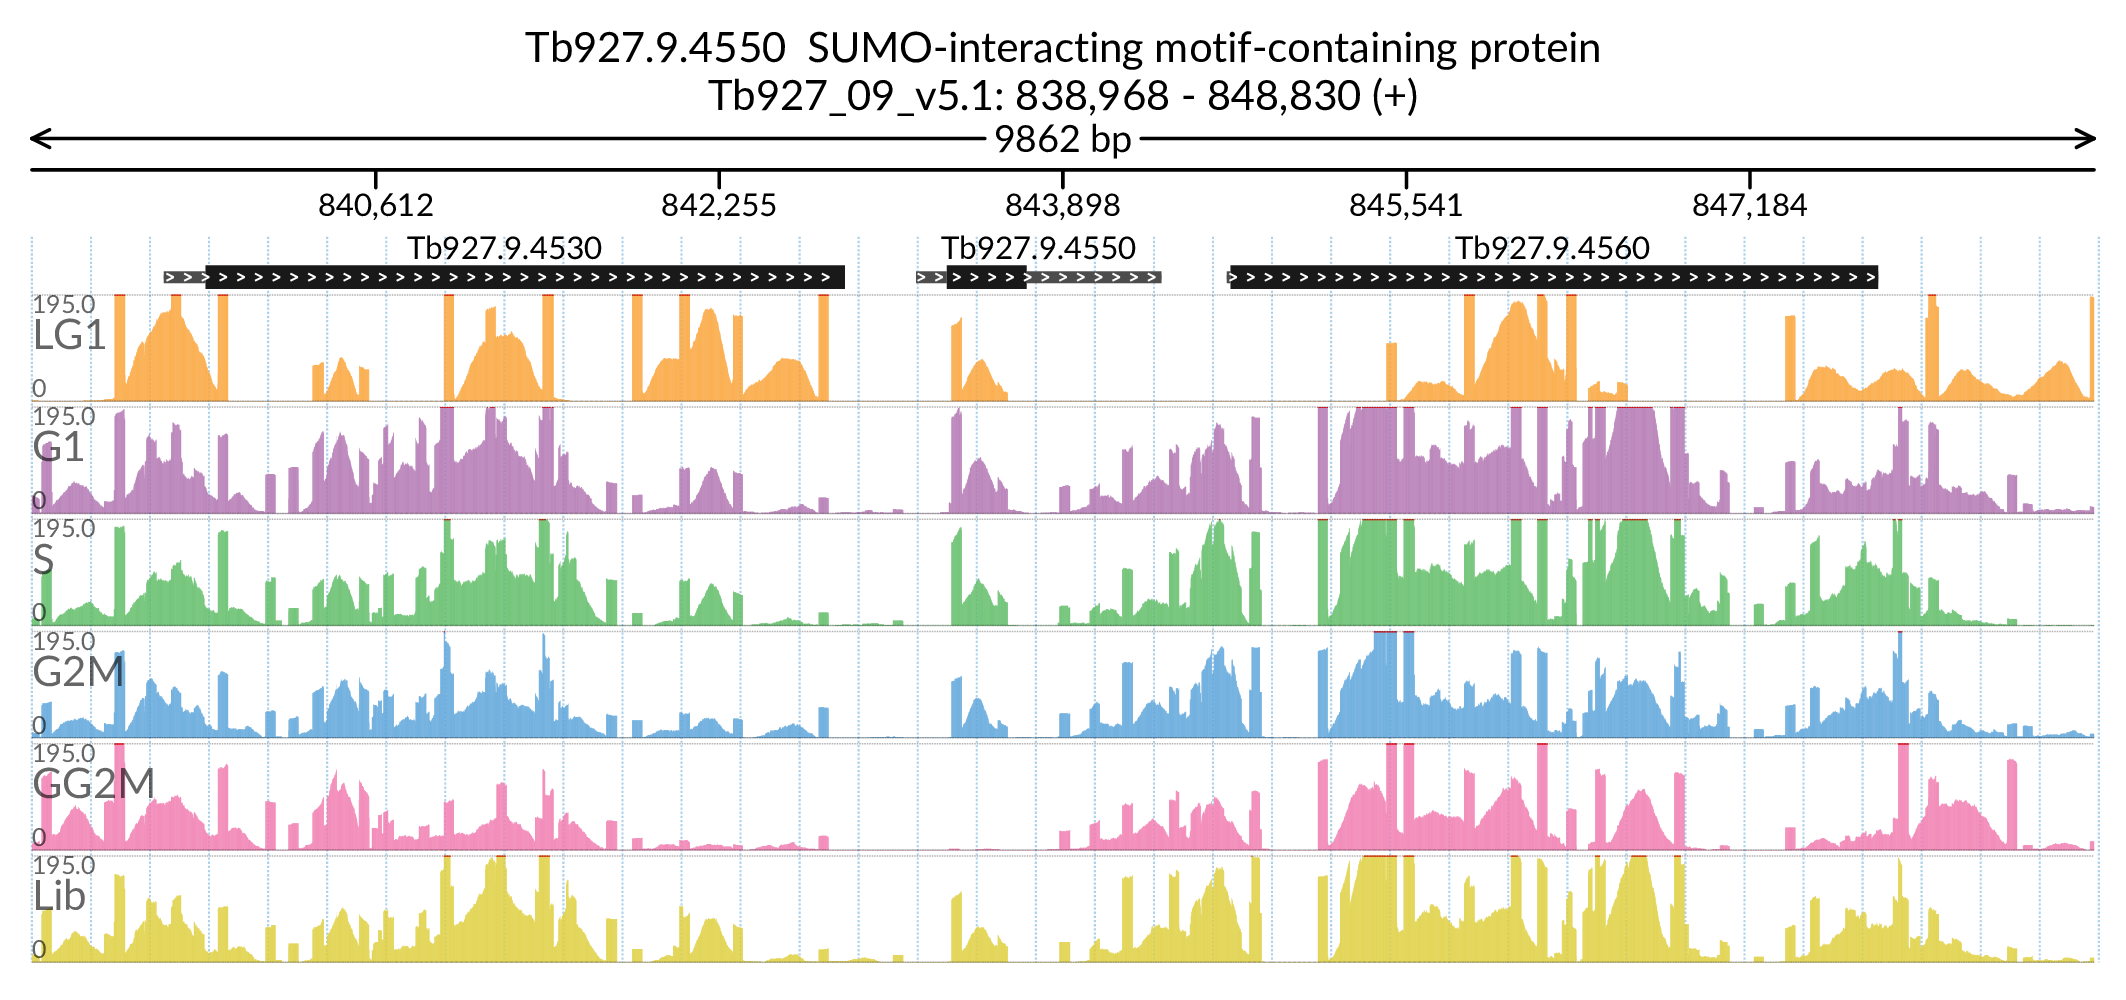 Tb927.9.4550  SUMO-interacting motif-containing protein
Tb927_09_v5.1: 838,968 - 848,830 (+)
9862 bp
840,612 842,255 843,898 845,541 847,184
Tb927.9.4530 Tb927.9.4550 Tb927.9.4560
195.0
LG1
0
195.0
G1
0
195.0
S
0
195.0
G2M
0
195.0
GG2M
0
195.0
Lib
0